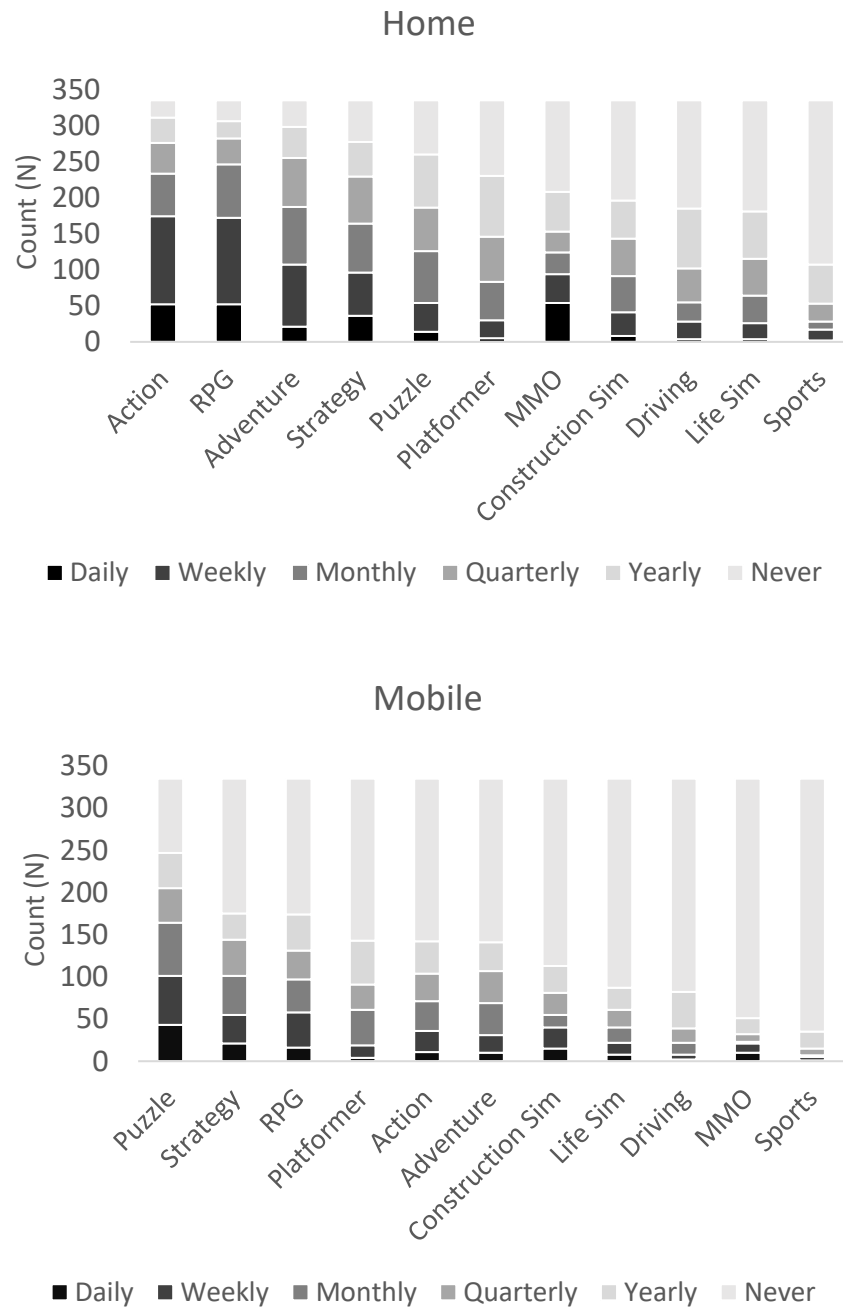 Home
350
300
250
200
150
100
50
0
Count (N)
Action
RPG
Adventure
Strategy
Puzzle
Platformer
MMO
Construction Sim
Driving
Life Sim
Sports
Daily Weekly Monthly Quarterly Yearly Never
Mobile
350
300
250
200
150
100
50
0
Count (N)
Puzzle
Strategy
RPG
Platformer
Action
Adventure
Construction Sim
Life Sim
Driving
MMO
Sports
Daily Weekly Monthly Quarterly Yearly Never